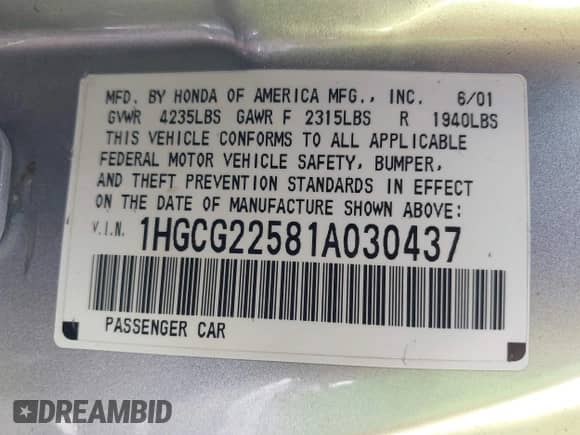 MFD. BY HONDA OF AMERICA MFG., INC. 6/01
GVWR 4235LBS GAWR F 2315LBS R 1940LBS
THIS VEHICLE CONFORMS TO ALL APPLICABLE
FEDERAL MOTOR VEHICLE SAFETY, BUMPER,
AND THEFT PREVENTION STANDARDS IN EFFECT
ON THE DATE OF MANUFACTURE SHOWN ABOVE:
V.I.N. 1HGCG22581A030437
PASSENGER CAR
DREAMBID